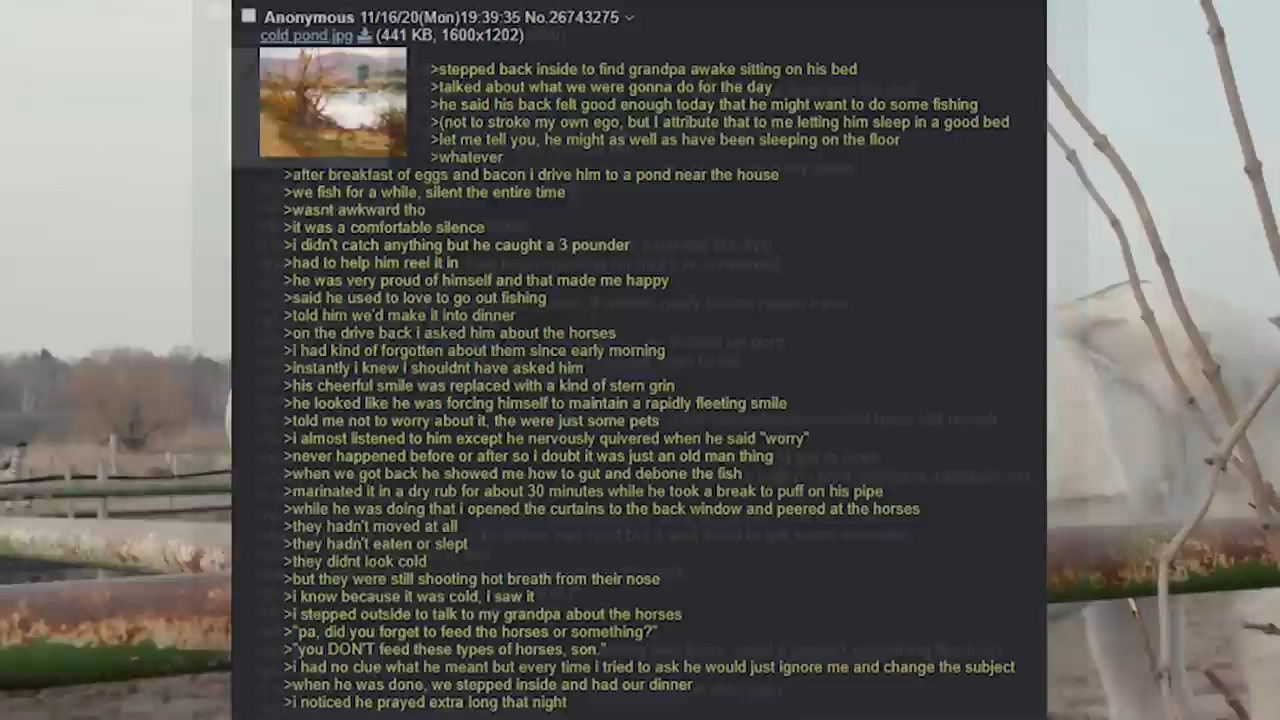 Anonymous 11/16/20(Mon)19:39:35 No.26743275
cold pond.jpg (441 KB, 1600x1202)
>stepped back inside to find grandpa awake sitting on his bed
>talked about what we were gonna do for the day
>he said his back felt good enough today that he might want to do some fishing
>(not to stroke my own ego, but I attribute that to me letting him sleep in a good bed
>let me tell you, he might as well as have been sleeping on the floor
>whatever
>after breakfast of eggs and bacon i drive him to a pond near the house
>we fish for a while, silent the entire time
>wasnt awkward tho
>it was a comfortable silence
>i didn't catch anything but he caught a 3 pounder
>had to help him reel it in
>he was very proud of himself and that made me happy
>said he used to love to go out fishing
>told him we'd make it into dinner
>on the drive back i asked him about the horses
>i had kind of forgotten about them since early morning
>instantly i knew i shouldnt have asked him
>his cheerful smile was replaced with a kind of stern grin
>he looked like he was forcing himself to maintain a rapidly fleeting smile
>told me not to worry about it, the were just some pets
>i almost listened to him except he nervously quivered when he said "worry"
>never happened before or after so i doubt it was just an old man thing
>when we got back he showed me how to gut and debone the fish
>marinated it in a dry rub for about 30 minutes while he took a break to puff on his pipe
>while he was doing that i opened the curtains to the back window and peered at the horses
>they hadn't moved at all
>they hadn't eaten or slept
>they didnt look cold
>but they were still shooting hot breath from their nose
>i know because it was cold, i saw it
>i stepped outside to talk to my grandpa about the horses
>"pa, did you forget to feed the horses or something?"
>"you DON'T feed these types of horses, son."
>i had no clue what he meant but every time i tried to ask he would just ignore me and change the subject
>when he was done, we stepped inside and had our dinner
>i noticed he prayed extra long that night